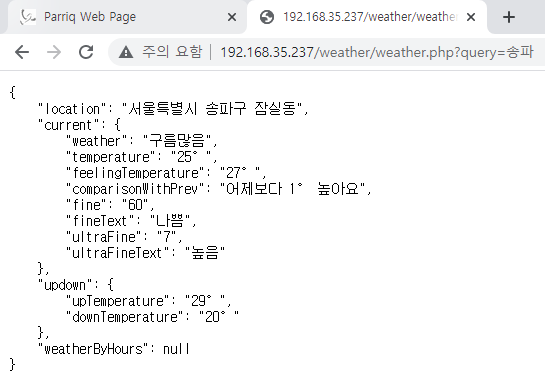 Parriq Web Page
192.168.35.237/weather/weather
주의 요함 192.168.35.237/weather/weather.php?query=송파
{
    "location": "서울특별시 송파구 잠실동",
    "current": {
        "weather": "구름많음",
        "temperature": "25°",
        "feelingTemperature": "27°",
        "comparisonWithPrev": "어제보다 1° 높아요",
        "fine": "60",
        "fineText": "나쁨",
        "ultraFine": "7",
        "ultraFineText": "높음"
    },
    "updown": {
        "upTemperature": "29°",
        "downTemperature": "20°"
    },
    "weatherByHours": null
}